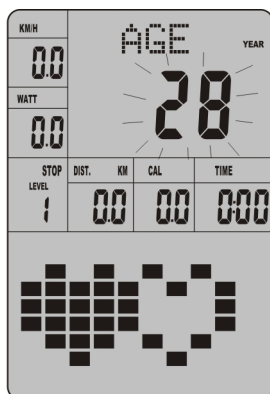 KM/H
0.0
AGE
YEAR
28
WATT
0.0
STOP
LEVEL
1
DIST. KM
0.0
CAL
0.0
TIME
0:00